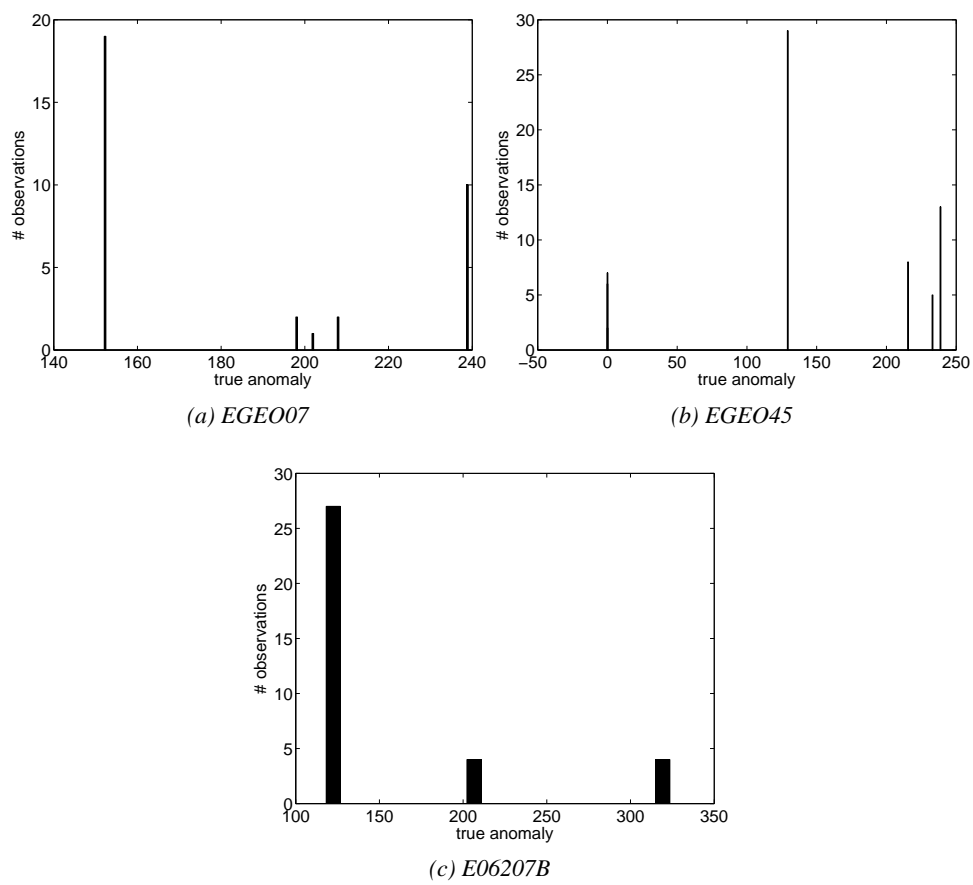 20
15
10
5
0
# observations
140 160 180 200 220 240
true anomaly
(a) EGEO07
30
25
20
15
10
5
0
# observations
−50 0 50 100 150 200 250
true anomaly
(b) EGEO45
30
25
20
15
10
5
0
# observations
100 150 200 250 300 350
true anomaly
(c) E06207B